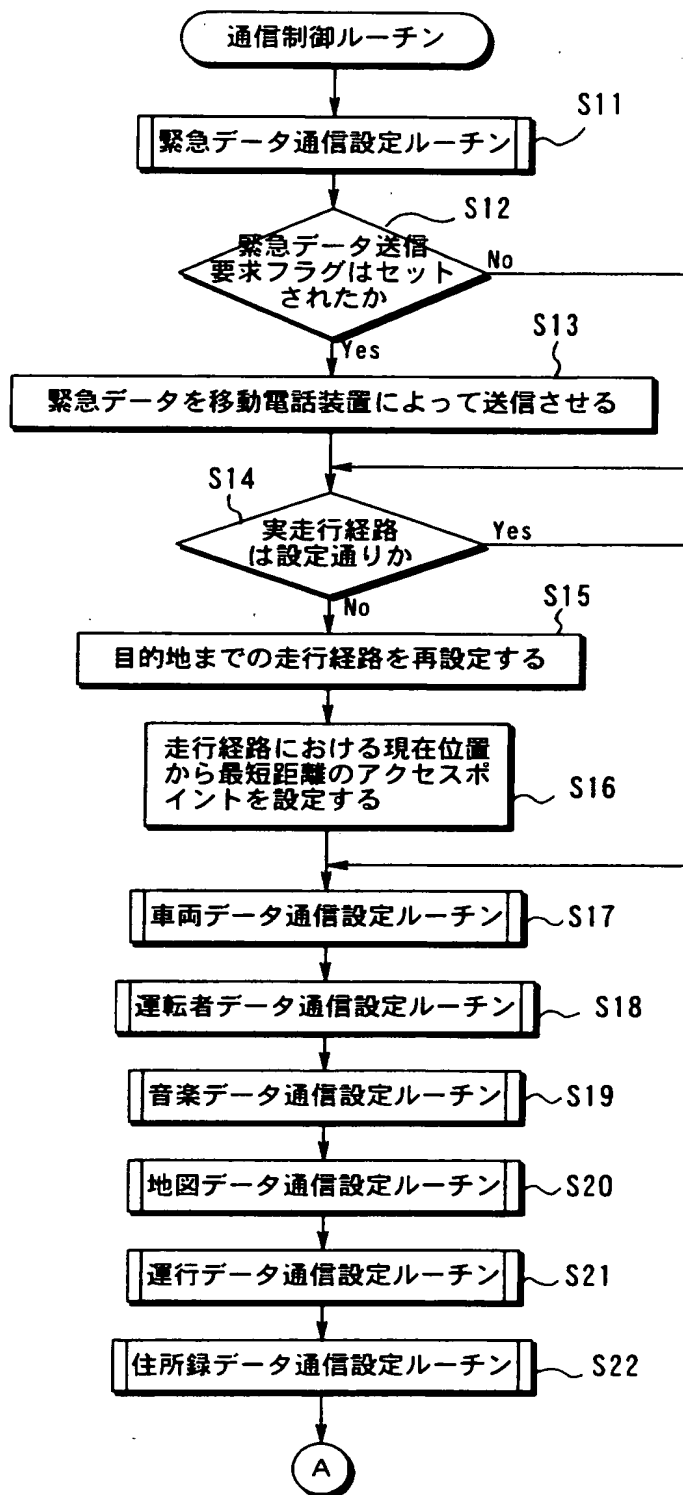 通信制御ルーチン
S11
緊急データ通信設定ルーチン
S12
緊急データ送信
要求フラグはセット
されたか
No
Yes
S13
緊急データを移動電話装置によって送信させる
S14
実走行経路
は設定通りか
Yes
No
S15
目的地までの走行経路を再設定する
走行経路における現在位置
から最短距離のアクセスポ
イントを設定する
S16
車両データ通信設定ルーチン
S17
運転者データ通信設定ルーチン
S18
音楽データ通信設定ルーチン
S19
地図データ通信設定ルーチン
S20
運行データ通信設定ルーチン
S21
住所録データ通信設定ルーチン
S22
A